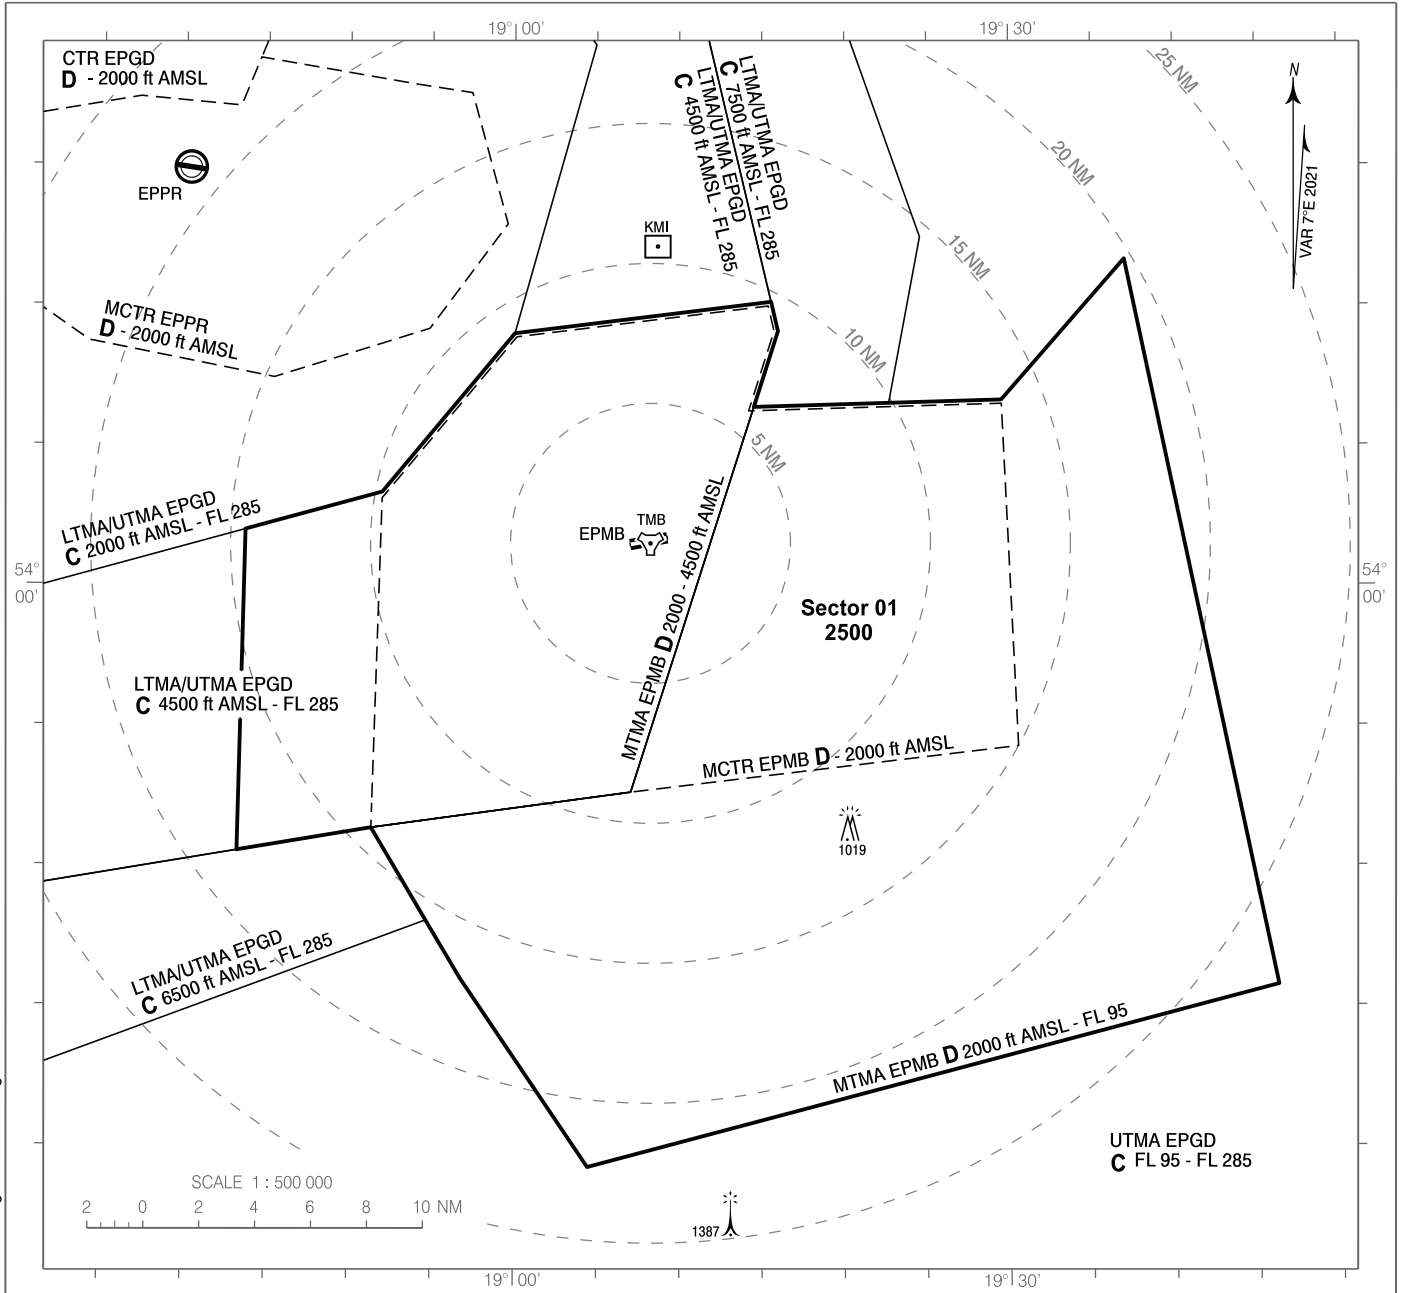 19° 00'
19° 30'
CTR EPGD
D - 2000 ft AMSL
LTMA/UTMA EPGD
C 7500 ft AMSL - FL 285
LTMA/UTMA EPGD
C 4500 ft AMSL - FL 285
25 NM
N
VAR 7°E 2021
20 NM
EPPR
KMI
15 NM
MCTR EPPR
D - 2000 ft AMSL
10 NM
5 NM
LTMA/UTMA EPGD
C 2000 ft AMSL - FL 285
TMB
EPMB
MTMA EPMB D 2000 - 4500 ft AMSL
54°
00'
54°
00'
Sector 01
2500
LTMA/UTMA EPGD
C 4500 ft AMSL - FL 285
MCTR EPMB D - 2000 ft AMSL
1019
LTMA/UTMA EPGD
C 6500 ft AMSL - FL 285
MTMA EPMB D 2000 ft AMSL - FL 95
UTMA EPGD
C FL 95 - FL 285
SCALE 1 : 500 000
2 0 2 4 6 8 10 NM
1387
19° 00'
19° 30'